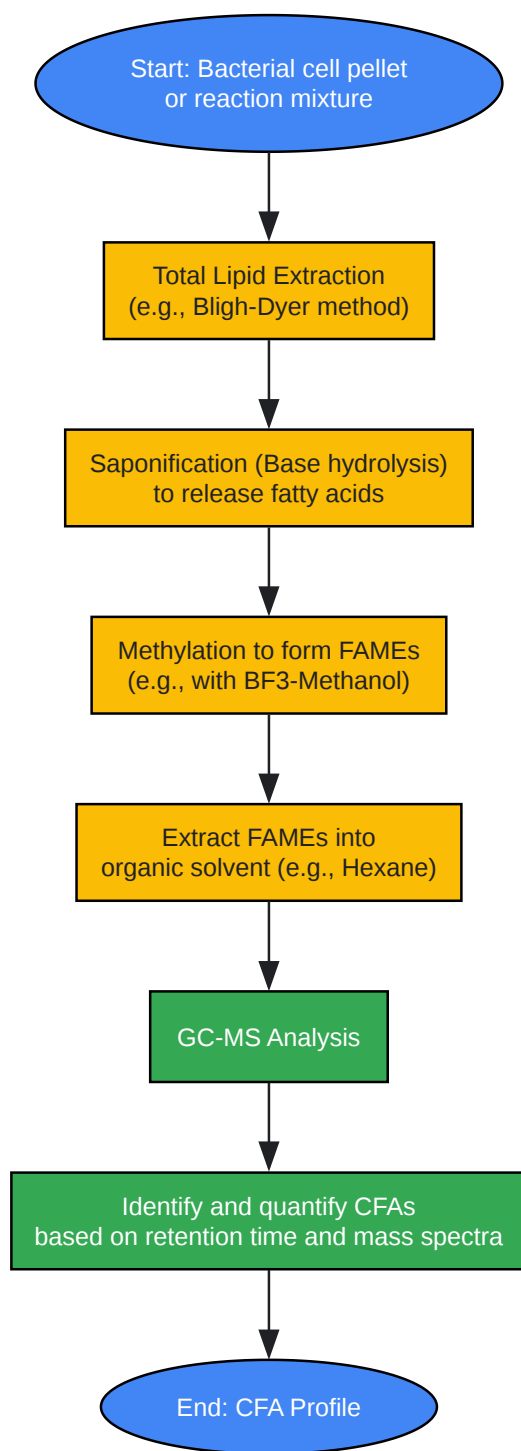 Start: Bacterial cell pellet
or reaction mixture
Total Lipid Extraction
(e.g., Bligh-Dyer method)
Saponification (Base hydrolysis)
to release fatty acids
Methylation to form FAMEs
(e.g., with BF3-Methanol)
Extract FAMEs into
organic solvent (e.g., Hexane)
GC-MS Analysis
Identify and quantify CFAs
based on retention time and mass spectra
End: CFA Profile